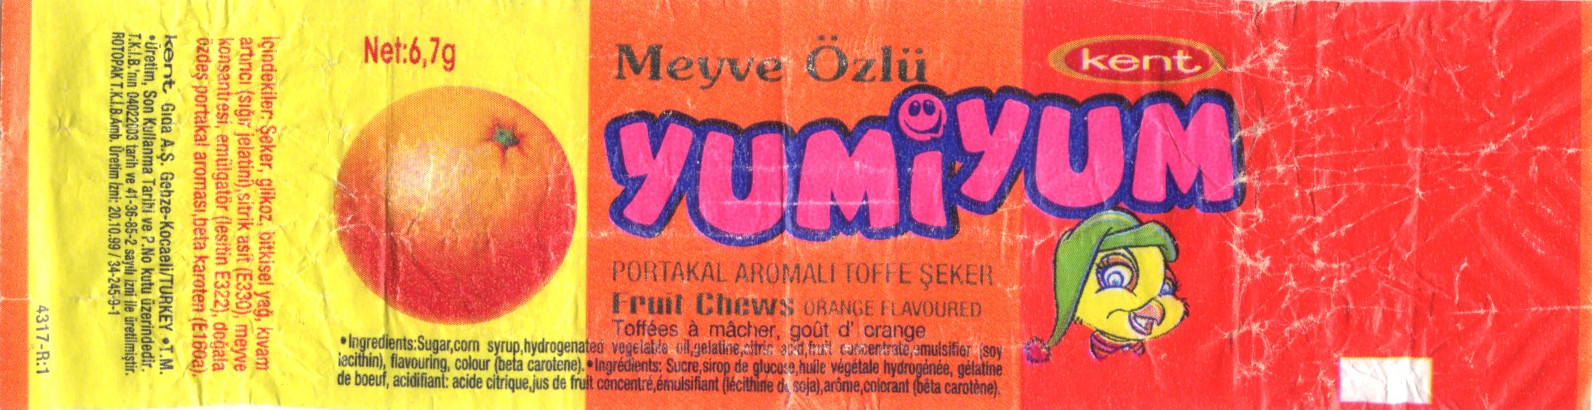 İçindekiler: Şeker, glikoz, bitkisel yağ, kıvam
artırıcı (sığır jelatini),sitrik asit (E330), meyve
konsantresi, emülgatör (lesitin E322), doğala
özdeş portakal aroması,beta karoten (E160a)
kent. Gıda A.Ş. Gebze-Kocaeli/TURKEY •T.M.
•Üretim, Son Kullanma Tarihi ve P.No kutu üzerindedir.
T.K.İ.B.'nın 04022003 tarih ve 41-36-85-2 sayılı izni ile üretilmiştir.
ROTOPAK T.K.İ.B.Amb. Üretim İzni: 20.10.99 / 34-245-9-1
4317-R:1
Net:6,7g
Meyve Özlü
kent
YUMİYUM
PORTAKAL AROMALI TOFFE ŞEKER
Fruit Chews ORANGE FLAVOURED
Toffées à mâcher, goût d' orange
•Ingredients:Sugar,corn syrup,hydrogenated vegetable oil,gelatine,citric acid,fruit concentrate,emulsifier (soy
lecithin), flavouring, colour (beta carotene).•Ingrédients: Sucre,sirop de glucose,huile végétale hydrogénée, gélatine
de boeuf, acidifiant: acide citrique,jus de fruit concentré,émulsifiant (lécithine de soja),arôme,colorant (bêta carotène).